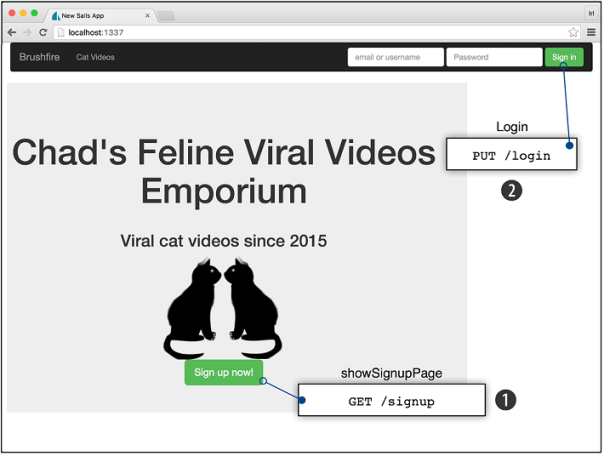 New Sails App
Irl
localhost:1337
Brushfire Cat Videos email or username Password Sign in
Login
PUT /login
2
Chad's Feline Viral Videos
Emporium
Viral cat videos since 2015
Sign up now!
showSignupPage
GET /signup
1